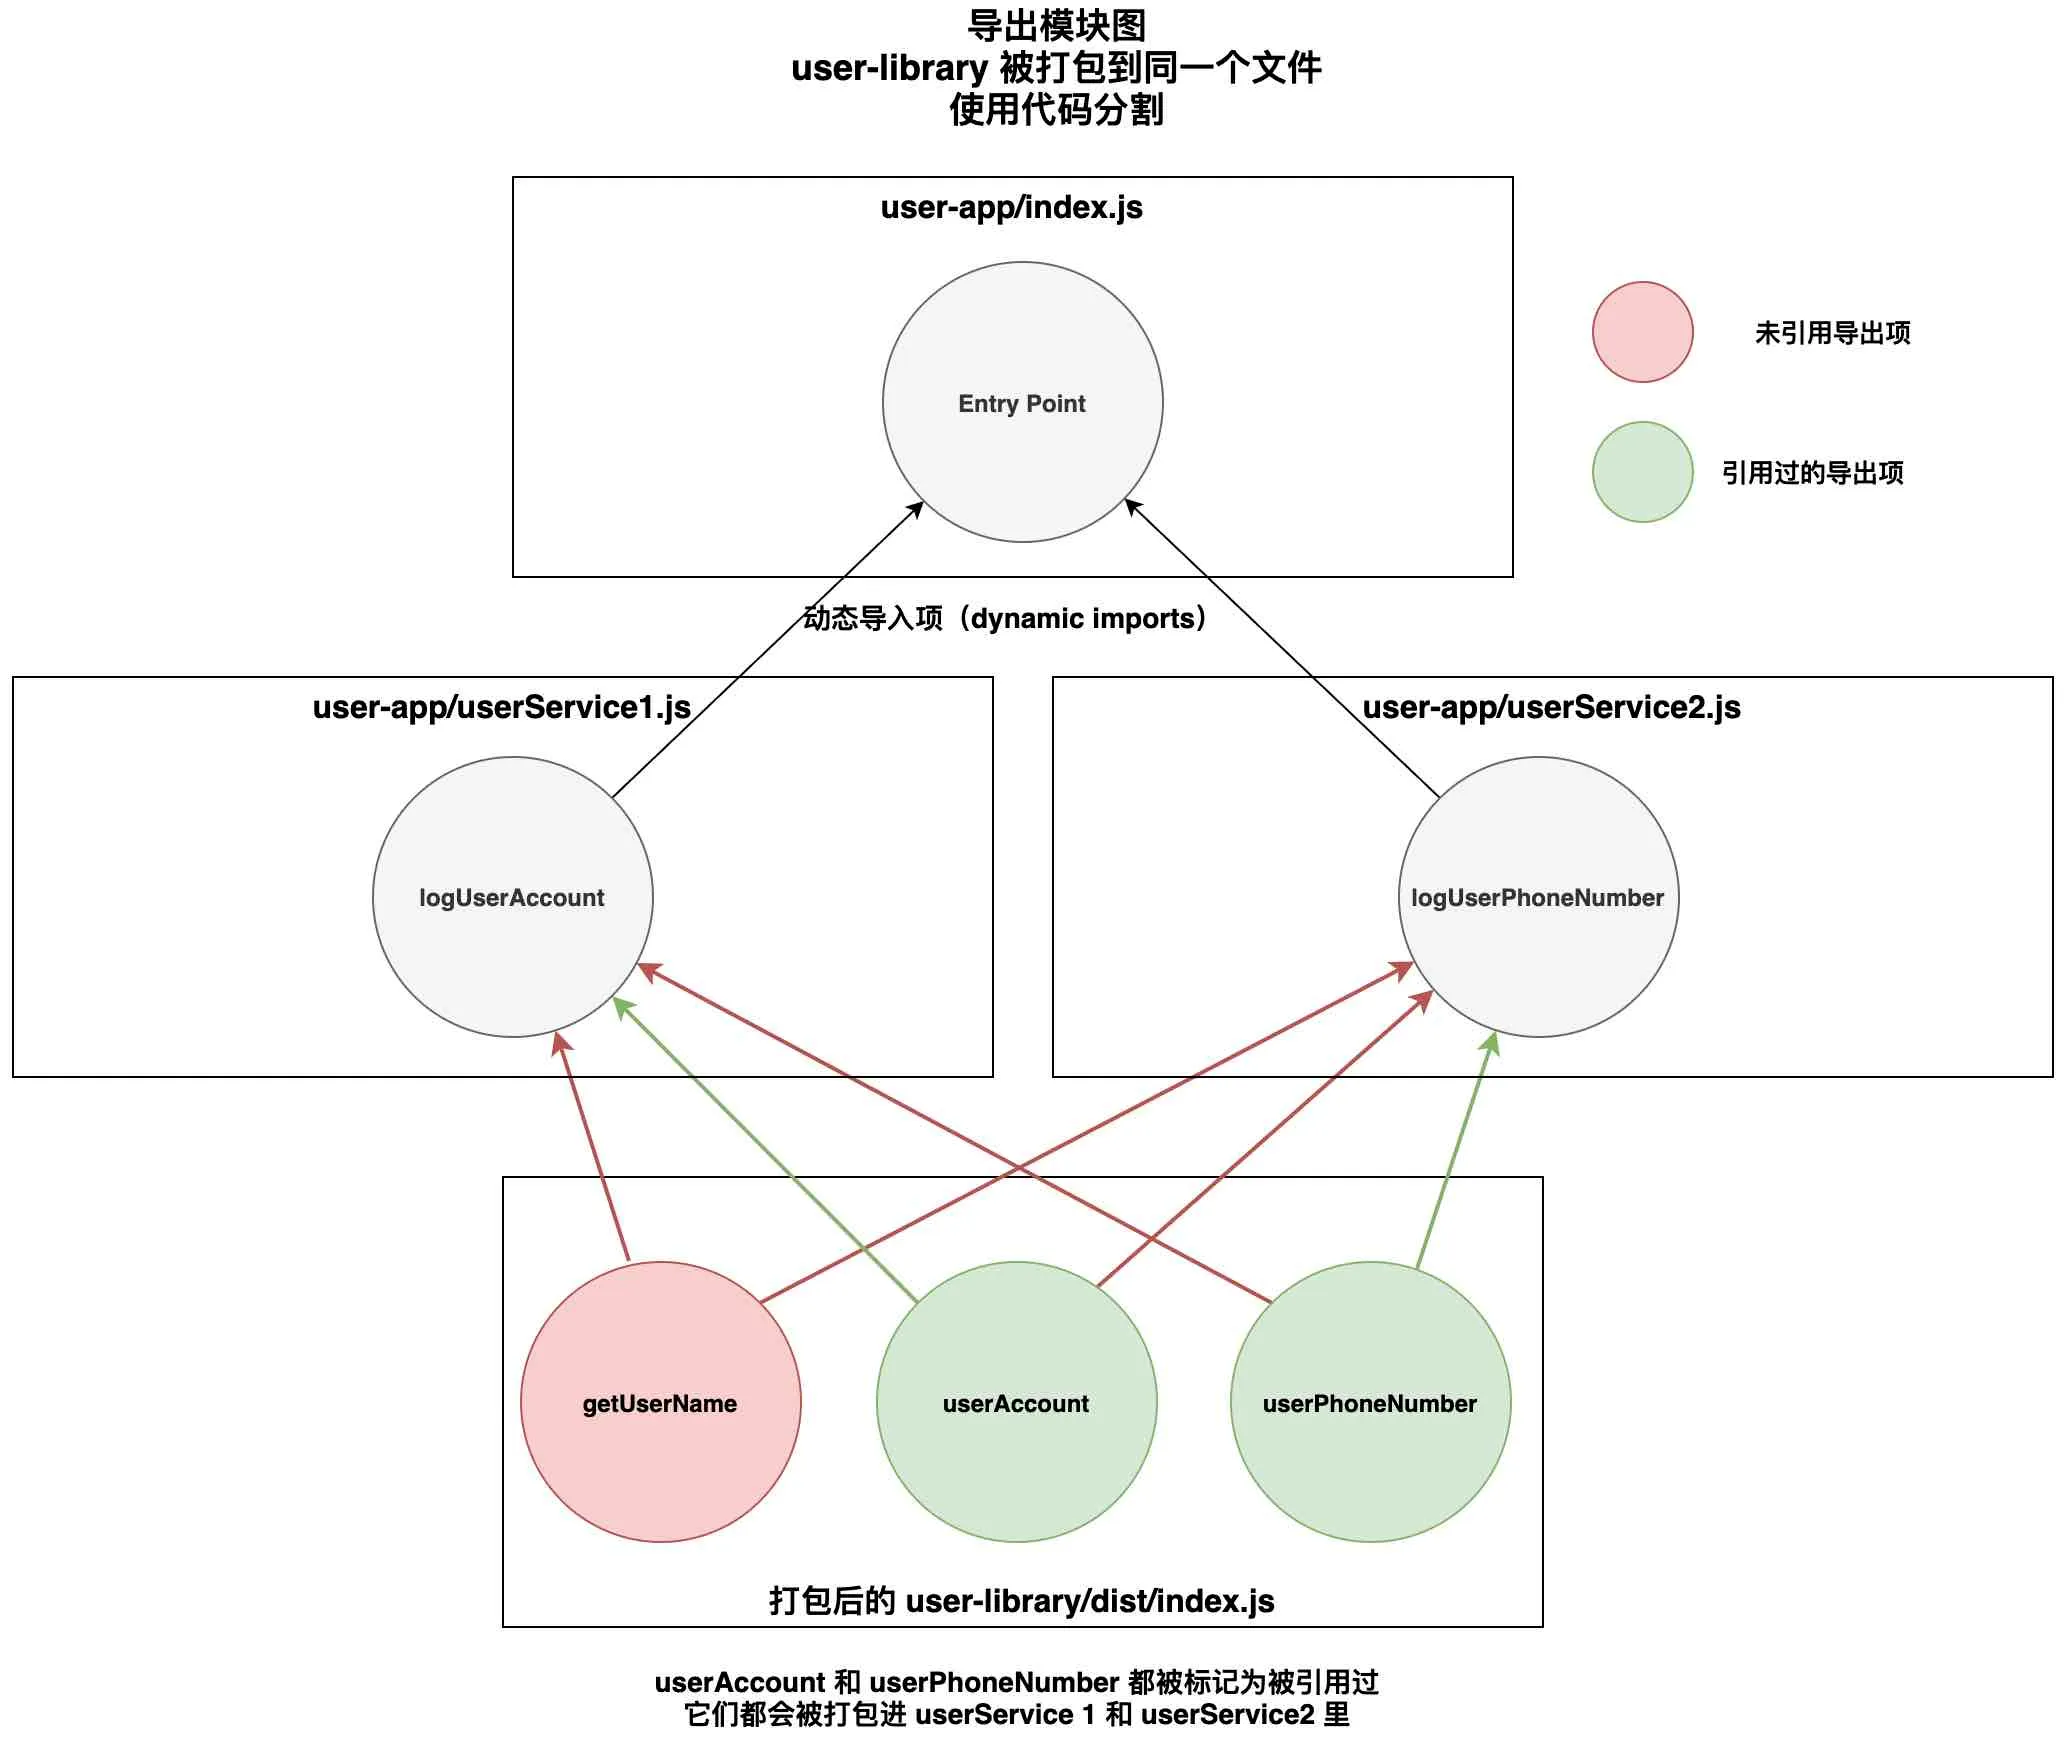 导出模块图
user-library 被打包到同一个文件
使用代码分割
user-app/index.js
Entry Point
未引用导出项
引用过的导出项
动态导入项（dynamic imports）
user-app/userService1.js
user-app/userService2.js
logUserAccount
logUserPhoneNumber
getUserName
userAccount
userPhoneNumber
打包后的 user-library/dist/index.js
userAccount 和 userPhoneNumber 都被标记为被引用过
它们都会被打包进 userService 1 和 userService2 里